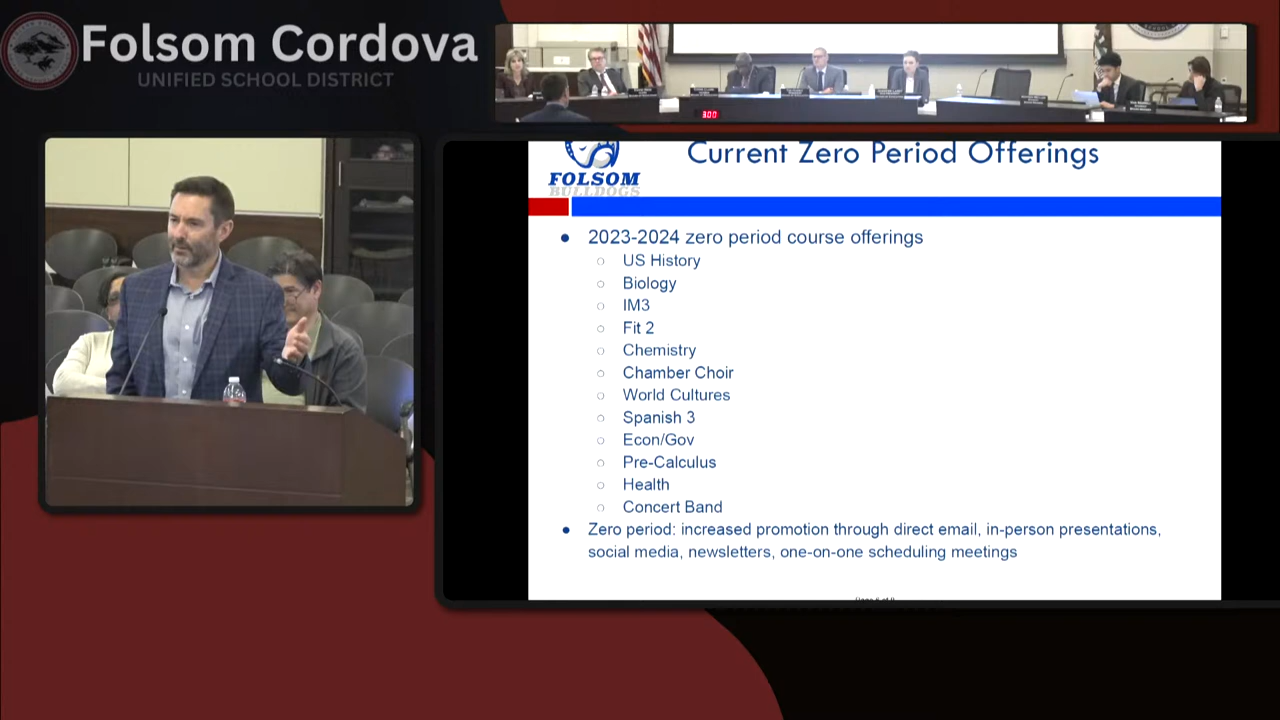 Folsom Cordova
UNIFIED SCHOOL DISTRICT
3:00
FOLSOM
BULLDOGS
Current Zero Period Offerings
2023-2024 zero period course offerings
US History
Biology
IM3
Fit 2
Chemistry
Chamber Choir
World Cultures
Spanish 3
Econ/Gov
Pre-Calculus
Health
Concert Band
Zero period: increased promotion through direct email, in-person presentations,
social media, newsletters, one-on-one scheduling meetings